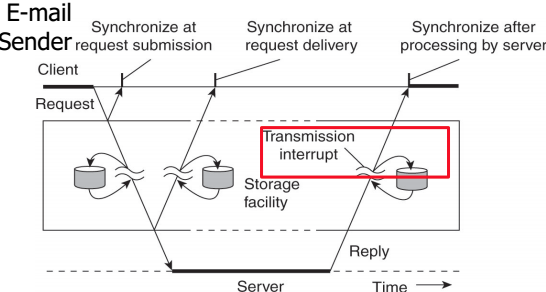 E-mail
Sender
Synchronize at
request submission
Synchronize at
request delivery
Synchronize after
processing by server
Client
Request
Transmission
interrupt
Storage
facility
Reply
Server
Time